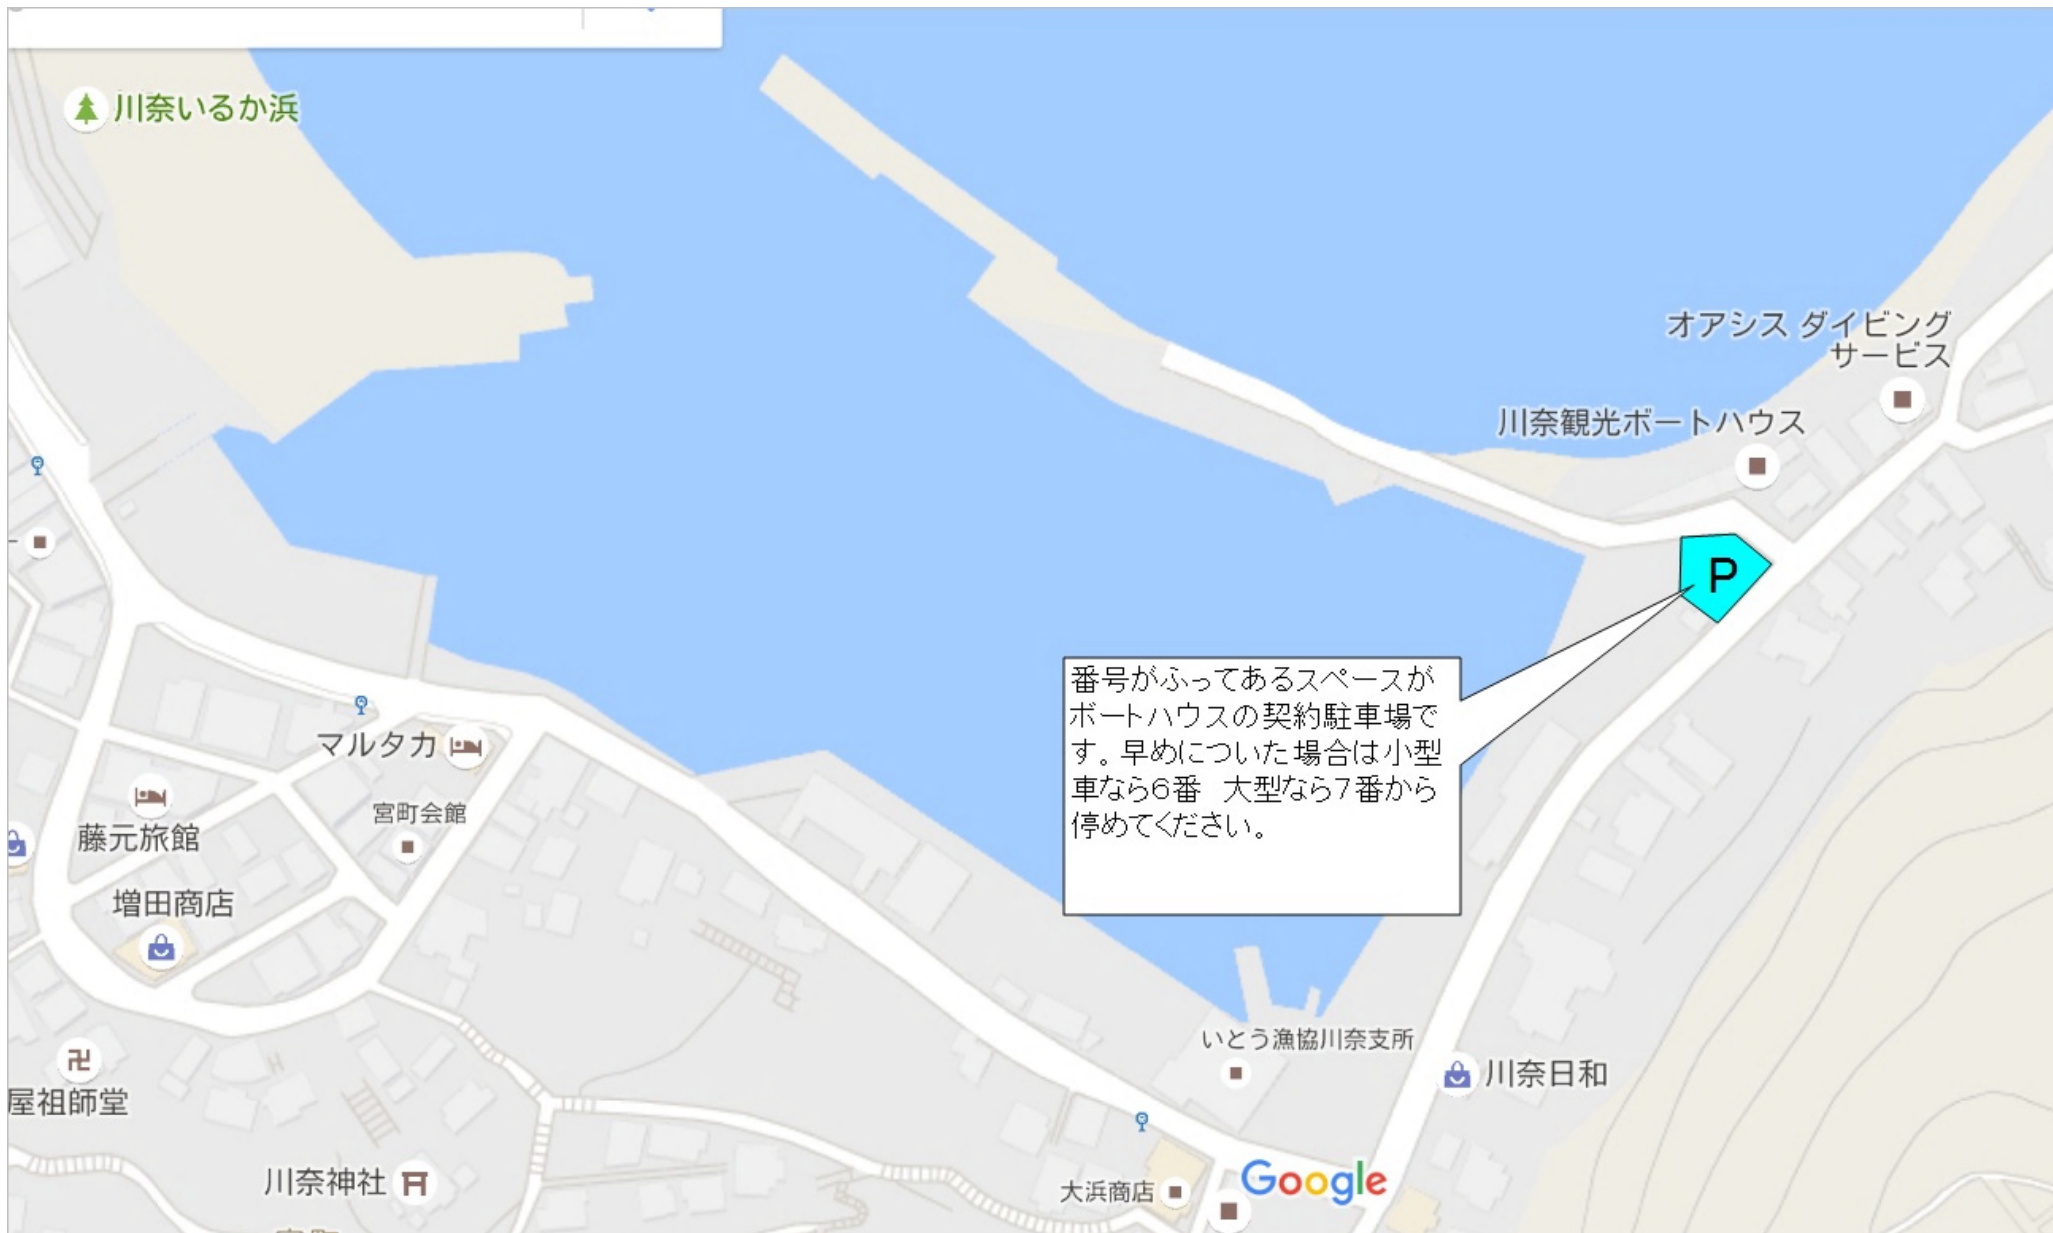 川奈いるか浜
オアシス ダイビング
サービス
川奈観光ボートハウス
P
番号がふってあるスペースが
ボートハウスの契約駐車場で
す。早めについた場合は小型
車なら6番　大型なら7番から
停めてください。
マルタカ
宮町会館
藤元旅館
増田商店
いとう漁協川奈支所
川奈日和
屋祖師堂
川奈神社
大浜商店
Google